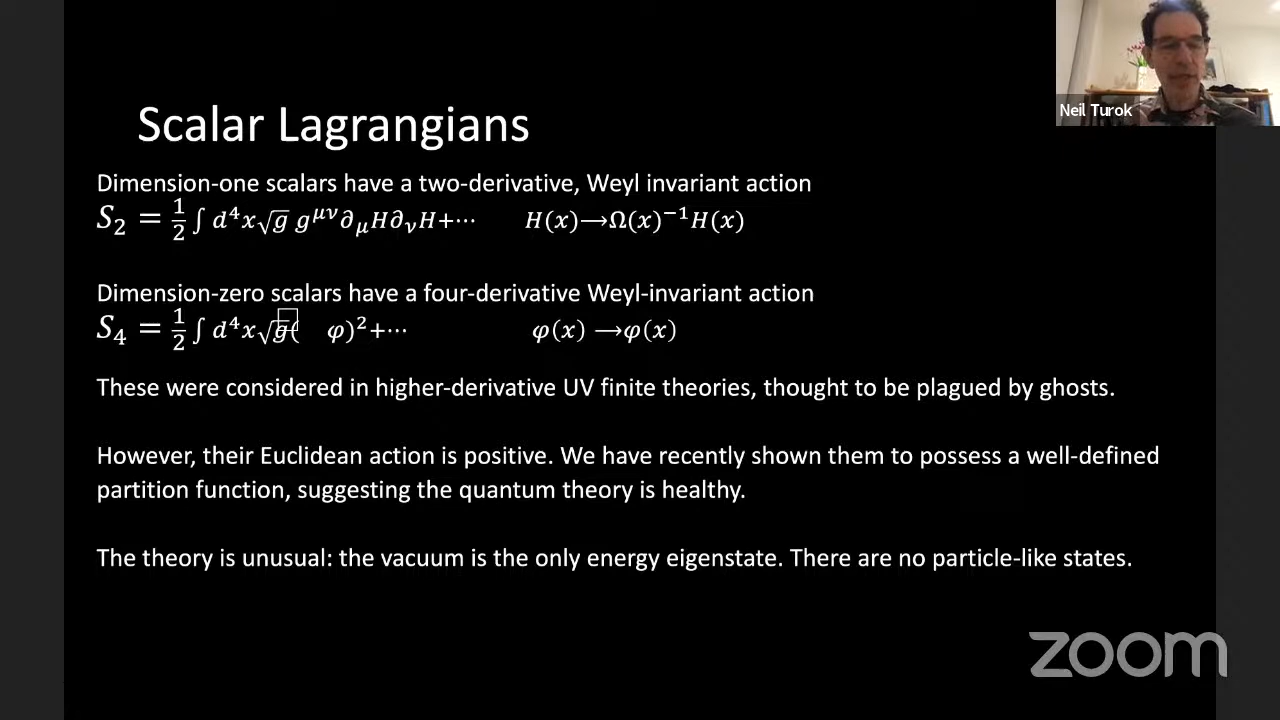 Neil Turok
Scalar Lagrangians
Dimension-one scalars have a two-derivative, Weyl invariant action
S₂ = ½ ∫ d⁴x√g g^{μν} ∂_μH∂_νH+⋯ H(x)⟶Ω(x)⁻¹H(x)
Dimension-zero scalars have a four-derivative Weyl-invariant action
S₄ = ½ ∫ d⁴x√g(□ φ)²+⋯ φ(x) ⟶φ(x)
These were considered in higher-derivative UV finite theories, thought to be plagued by ghosts.
However, their Euclidean action is positive. We have recently shown them to possess a well-defined
partition function, suggesting the quantum theory is healthy.
The theory is unusual: the vacuum is the only energy eigenstate. There are no particle-like states.
zoom